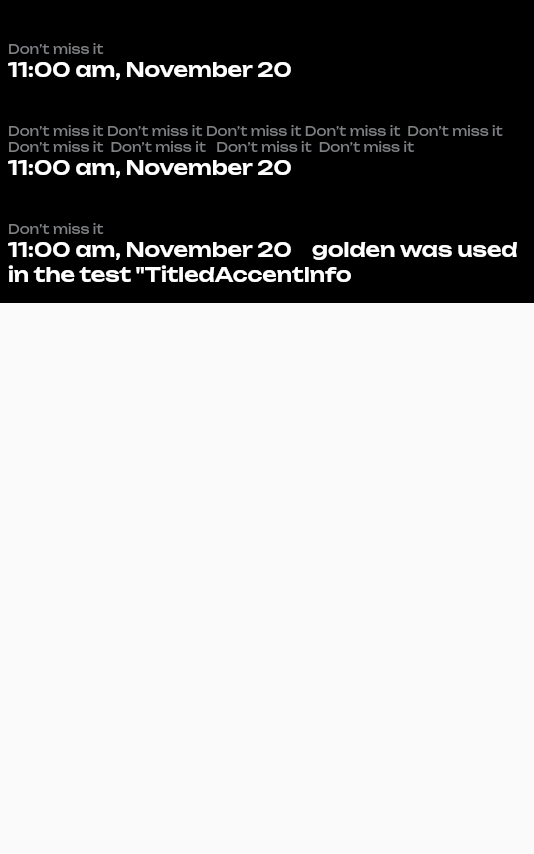 Don't miss it
11:00 am, November 20
Don't miss it Don't miss it Don't miss it Don't miss it  Don't miss it
Don't miss it  Don't miss it   Don't miss it  Don't miss it
11:00 am, November 20
Don't miss it
11:00 am, November 20    golden was used
in the test "TitledAccentInfo